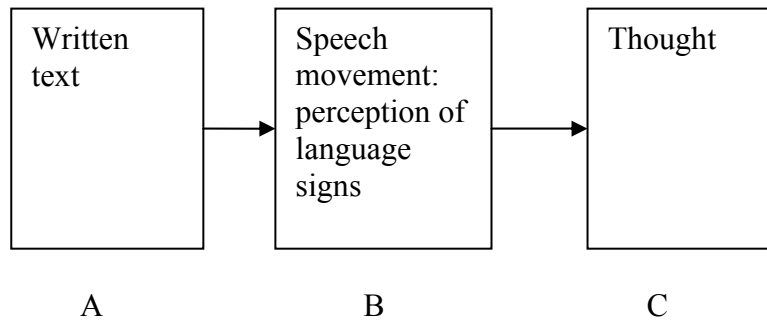 Written
text
Speech
movement:
perception of
language
signs
Thought
A
B
C